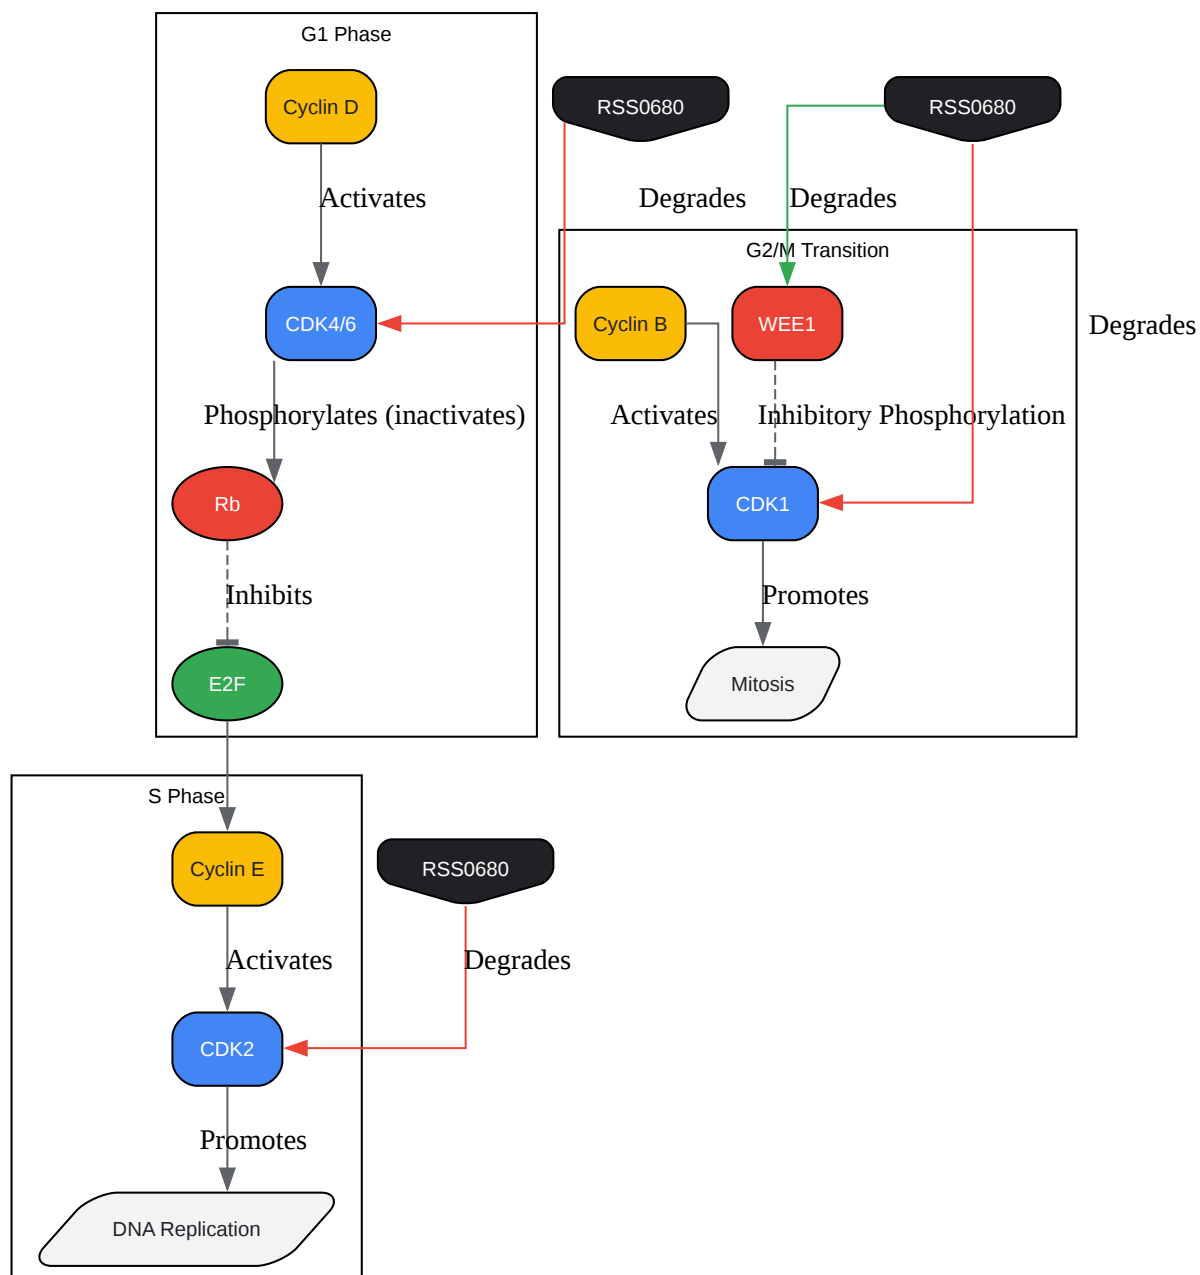 G1 Phase
Cyclin D
RSS0680
RSS0680
Activates
Degrades
Degrades
G2/M Transition
CDK4/6
Cyclin B
WEE1
Degrades
Phosphorylates (inactivates)
Activates
Inhibitory Phosphorylation
Rb
CDK1
Inhibits
Promotes
E2F
Mitosis
S Phase
Cyclin E
RSS0680
Activates
Degrades
CDK2
Promotes
DNA Replication